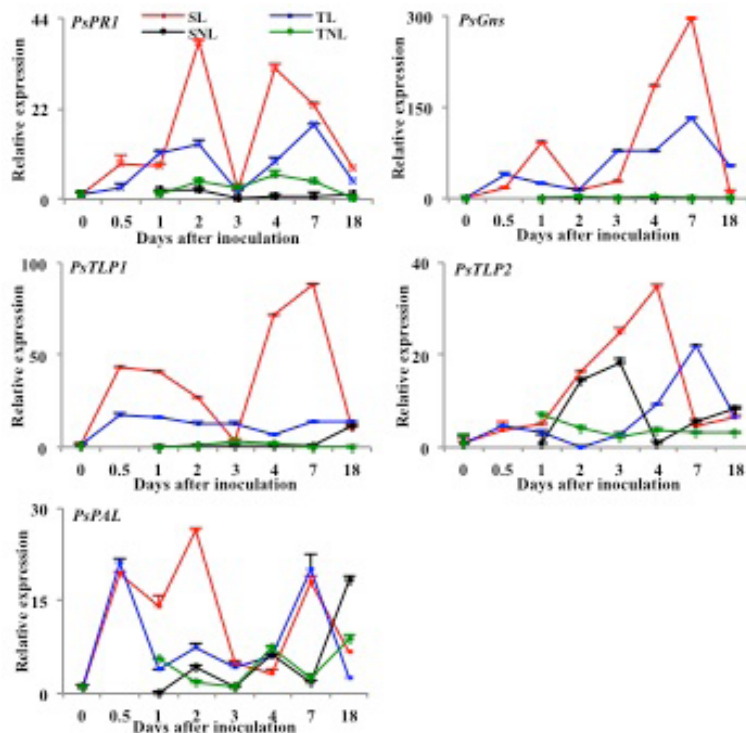 PsPR1
SL
TL
SNL
TNL
44
22
0
Relative expression
0 0.5 1 2 3 4 7 18
Days after inoculation
PsGns
300
150
0
Relative expression
0 0.5 1 2 3 4 7 18
Days after inoculation
PsTLP1
100
50
0
Relative expression
0 0.5 1 2 3 4 7 18
Days after inoculation
PsTLP2
40
20
0
Relative expression
0 0.5 1 2 3 4 7 18
Days after inoculation
PsPAL
30
15
0
Relative expression
0 0.5 1 2 3 4 7 18
Days after inoculation